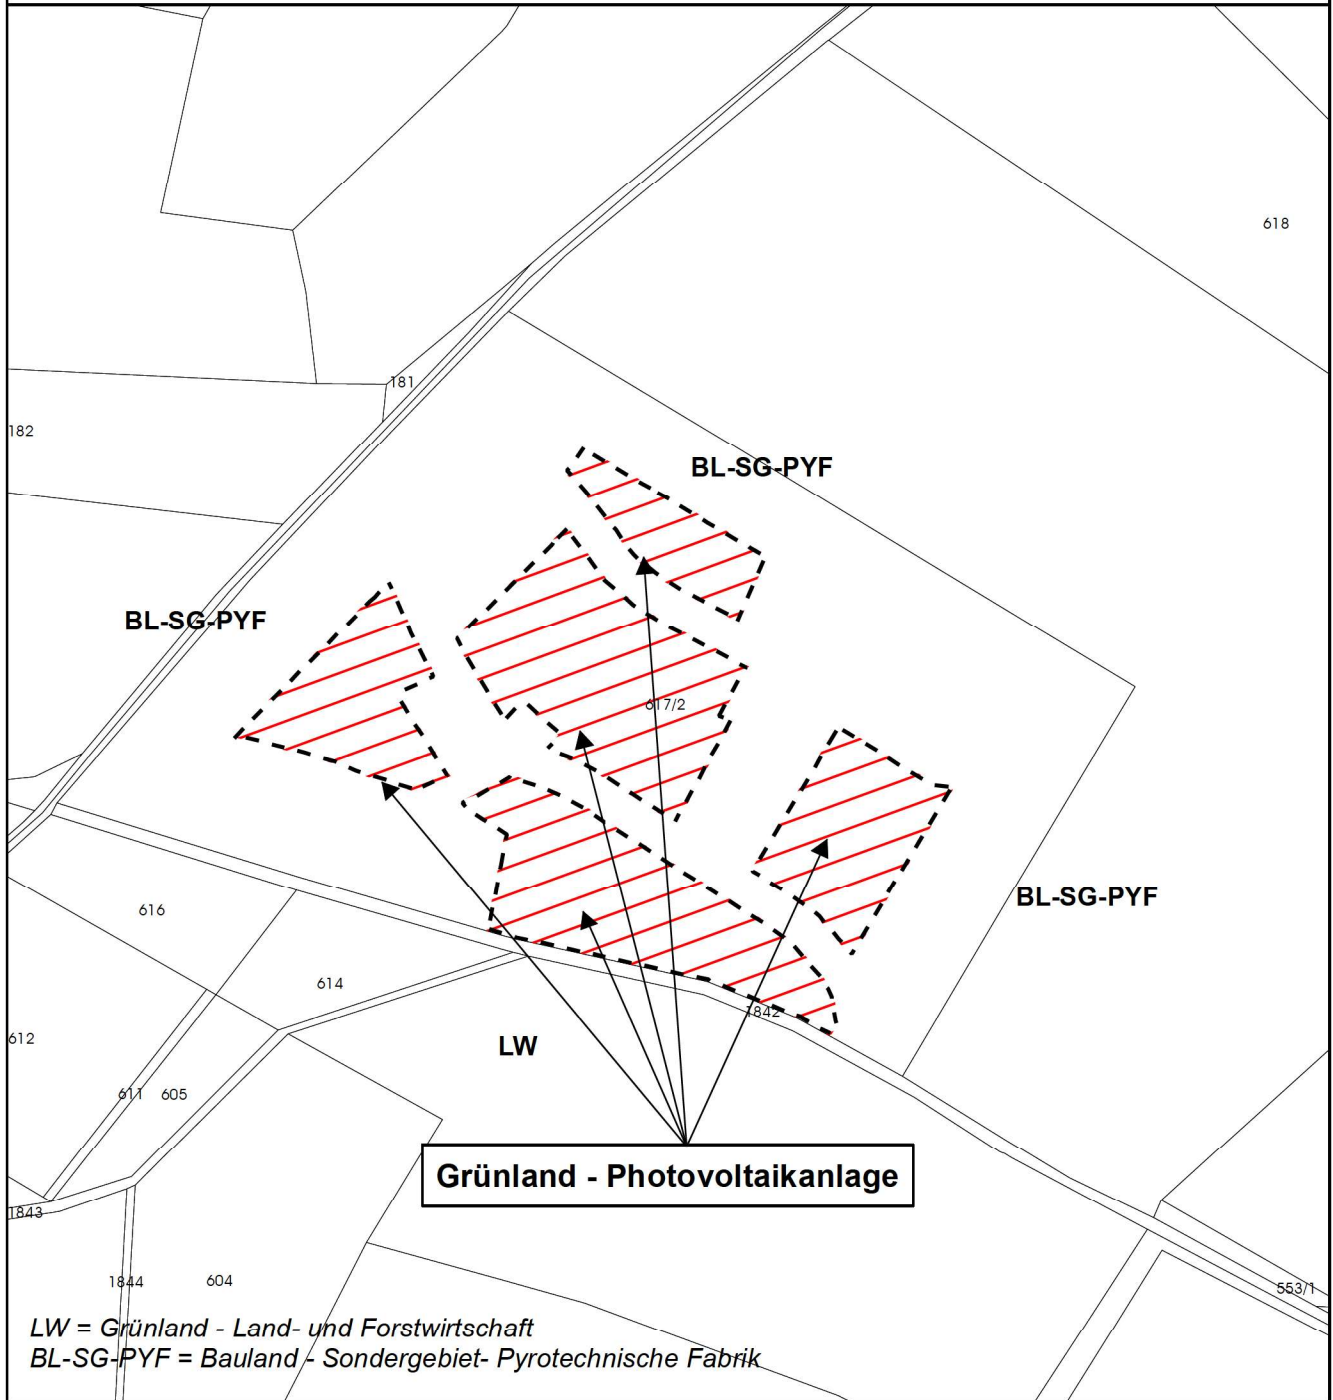 618
181
182
BL-SG-PYF
BL-SG-PYF
617/2
BL-SG-PYF
616
614
1842
612
LW
611
605
Grünland - Photovoltaikanlage
1843
1844
604
553/1
LW = Grünland - Land- und Forstwirtschaft
BL-SG-PYF = Bauland - Sondergebiet- Pyrotechnische Fabrik